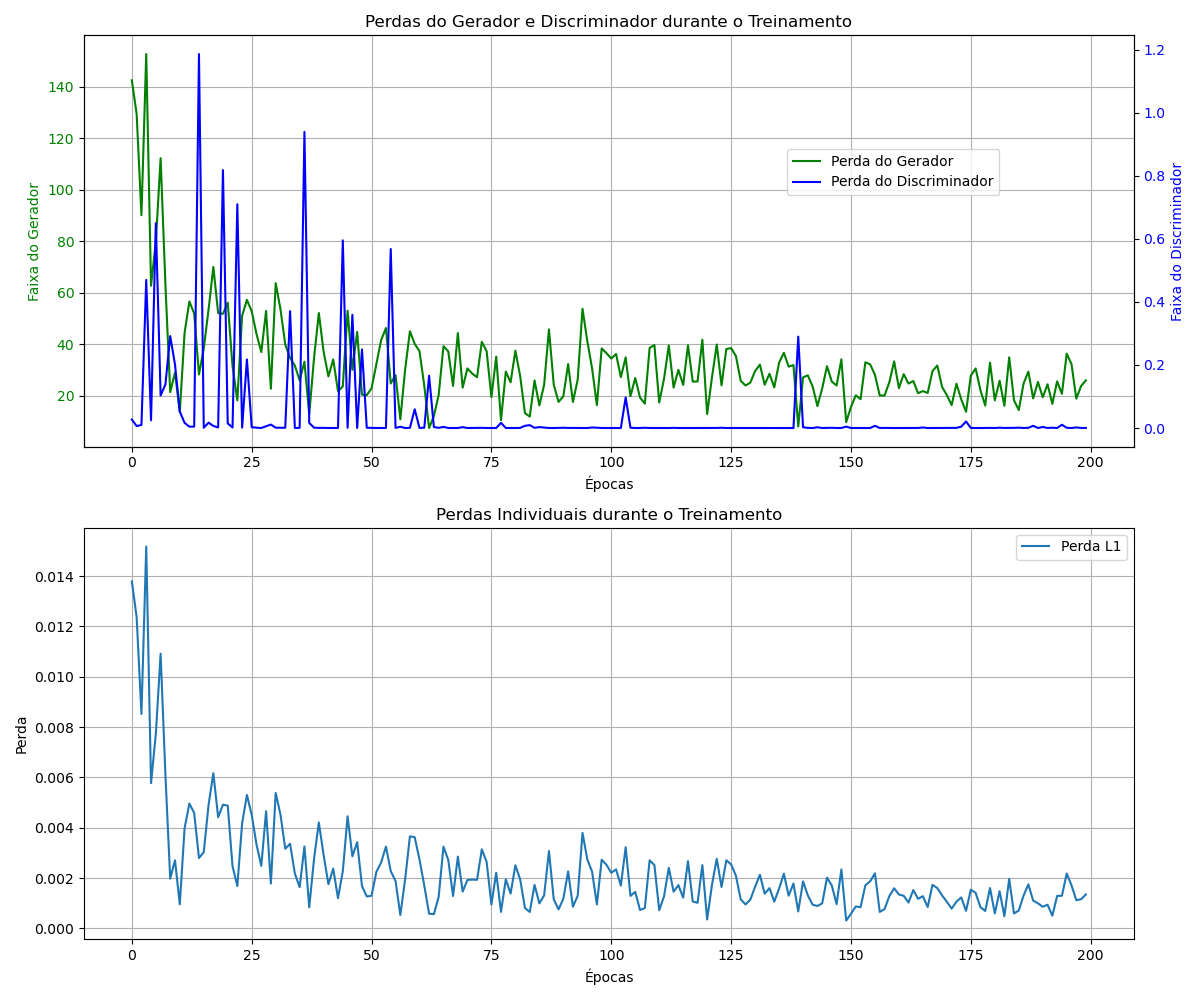 Perdas do Gerador e Discriminador durante o Treinamento
Faixa do Gerador
140
120
100
80
60
40
20
1.2
1.0
0.8
0.6
0.4
0.2
0.0
Faixa do Discriminador
Perda do Gerador
Perda do Discriminador
0 25 50 75 100 125 150 175 200
Épocas
Perdas Individuais durante o Treinamento
Perda
0.014
0.012
0.010
0.008
0.006
0.004
0.002
0.000
Perda L1
0 25 50 75 100 125 150 175 200
Épocas